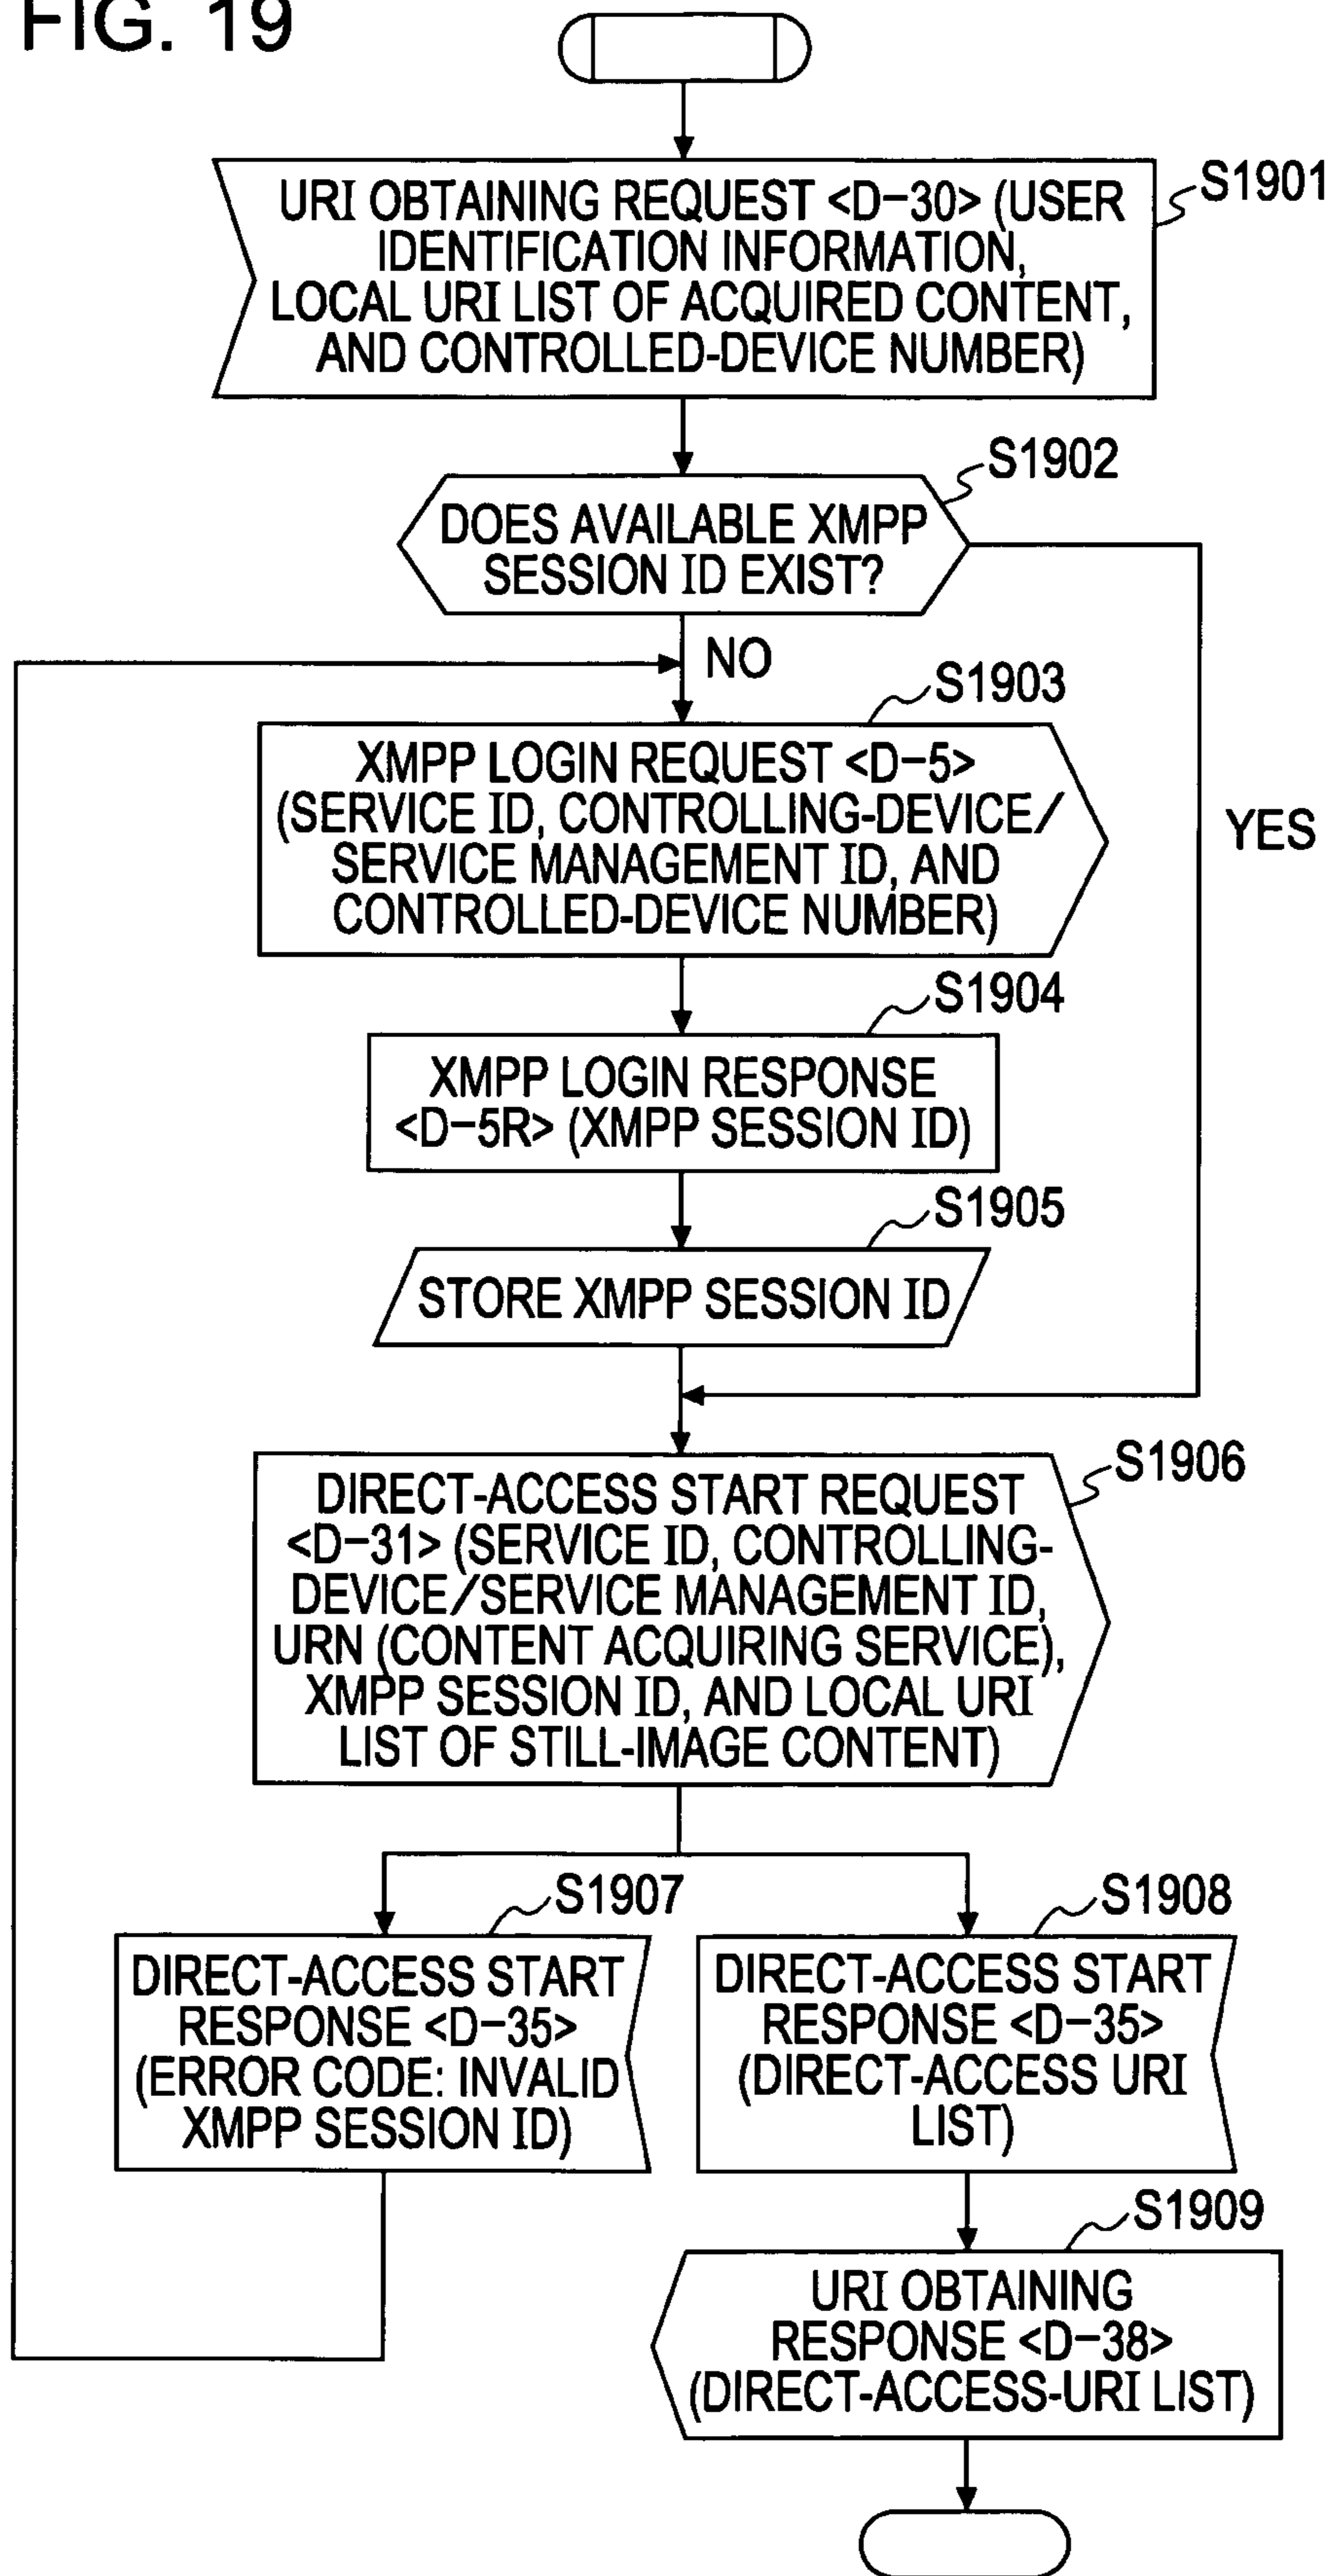 FIG. 19
S1901
URI OBTAINING REQUEST <D-30> (USER
IDENTIFICATION INFORMATION,
LOCAL URI LIST OF ACQUIRED CONTENT,
AND CONTROLLED-DEVICE NUMBER)
S1902
DOES AVAILABLE XMPP
SESSION ID EXIST?
NO
YES
S1903
XMPP LOGIN REQUEST <D-5>
(SERVICE ID, CONTROLLING-DEVICE/
SERVICE MANAGEMENT ID, AND
CONTROLLED-DEVICE NUMBER)
S1904
XMPP LOGIN RESPONSE
<D-5R> (XMPP SESSION ID)
S1905
STORE XMPP SESSION ID
S1906
DIRECT-ACCESS START REQUEST
<D-31> (SERVICE ID, CONTROLLING-
DEVICE/SERVICE MANAGEMENT ID,
URN (CONTENT ACQUIRING SERVICE),
XMPP SESSION ID, AND LOCAL URI
LIST OF STILL-IMAGE CONTENT)
S1907
DIRECT-ACCESS START
RESPONSE <D-35>
(ERROR CODE: INVALID
XMPP SESSION ID)
S1908
DIRECT-ACCESS START
RESPONSE <D-35>
(DIRECT-ACCESS URI
LIST)
S1909
URI OBTAINING
RESPONSE <D-38>
(DIRECT-ACCESS-URI LIST)